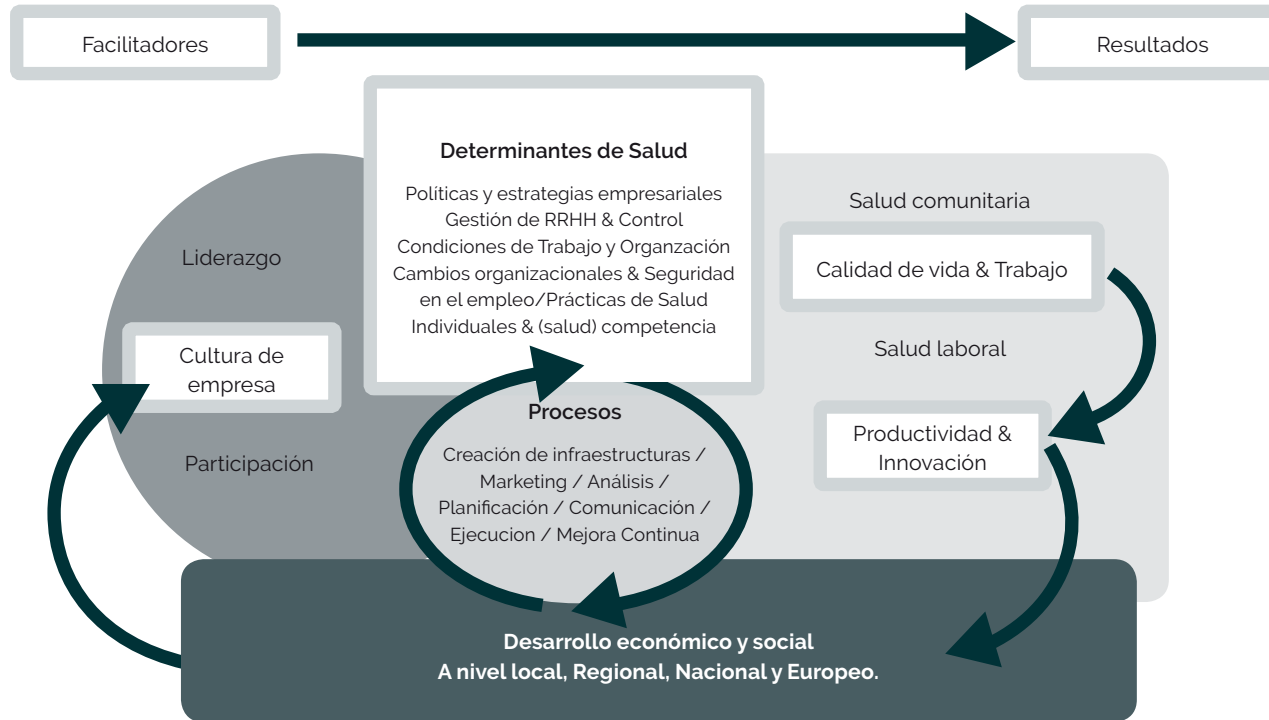 Facilitadores
Resultados
Determinantes de Salud
Políticas y estrategias empresariales
Gestión de RRHH & Control
Condiciones de Trabajo y Organzación
Cambios organizacionales & Seguridad
en el empleo/Prácticas de Salud
Individuales & (salud) competencia
Liderazgo
Cultura de
empresa
Participación
Procesos
Creación de infraestructuras /
Marketing / Análisis /
Planificación / Comunicación /
Ejecucion / Mejora Continua
Salud comunitaria
Calidad de vida & Trabajo
Salud laboral
Productividad &
Innovación
Desarrollo económico y social
A nivel local, Regional, Nacional y Europeo.